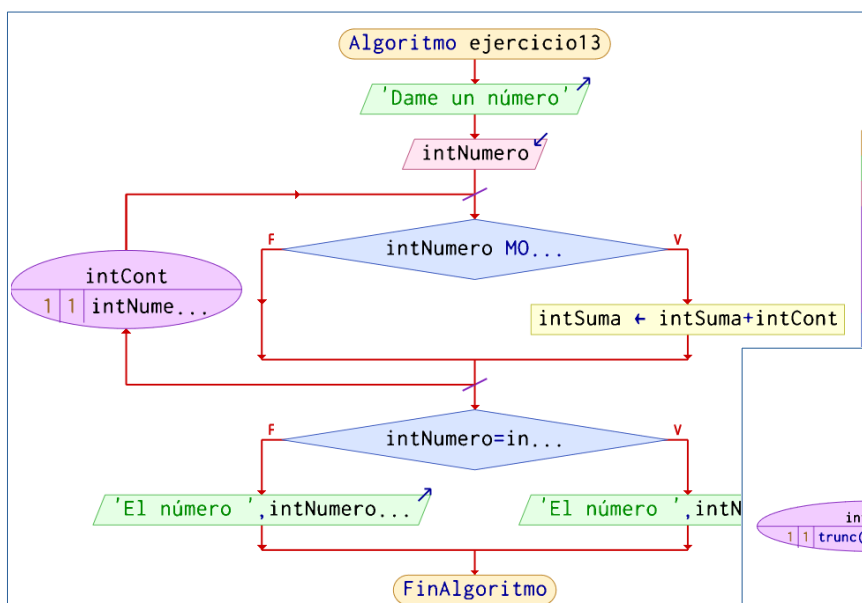 Algoritmo ejercicio13
'Dame un número'
intNumero
F
intNumero MO...
V
intCont
1 1 intNume...
intSuma ← intSuma+intCont
F
intNumero=in...
V
'El número ',intNumero...
'El número ',intN
in
1 1 trunc(
FinAlgoritmo